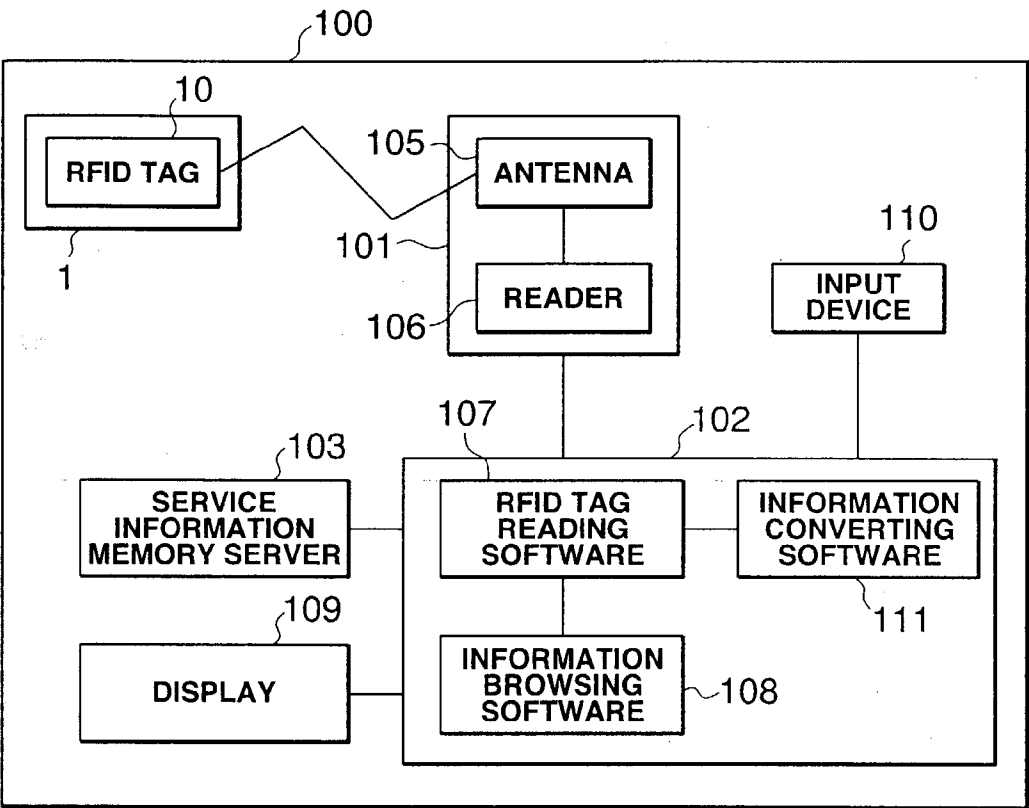 100
10
RFID TAG
1
105
ANTENNA
101
READER
106
110
INPUT
DEVICE
107
102
103
SERVICE
INFORMATION
MEMORY SERVER
RFID TAG
READING
SOFTWARE
INFORMATION
CONVERTING
SOFTWARE
111
109
DISPLAY
INFORMATION
BROWSING
SOFTWARE
108